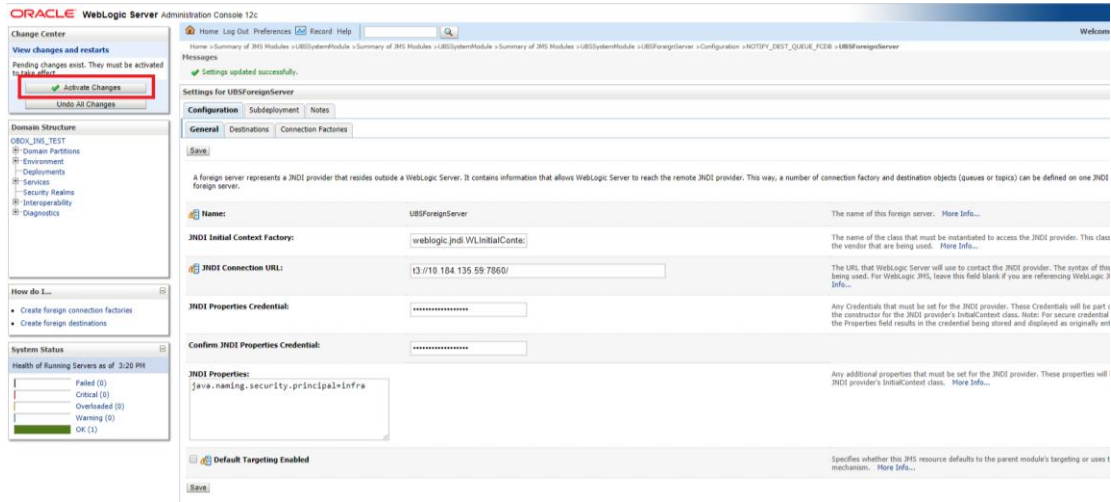 ORACLE WebLogic Server Administration Console 12c
Change Center
View changes and restarts
Pending changes exist. They must be activated
to take effect.
Activate Changes
Undo All Changes
Domain Structure
OBDX_INS_TEST
Domain Partitions
Environment
Deployments
Services
Security Realms
Interoperability
Diagnostics
How do I...
Create foreign connection factories
Create foreign destinations
System Status
Health of Running Servers as of 3:20 PM
Failed (0)
Critical (0)
Overloaded (0)
Warning (0)
OK (1)
Home Log Out Preferences Record Help
Welcome
Home >Summary of JMS Modules >UBSSystemModule >Summary of JMS Modules >UBSSystemModule >Summary of JMS Modules >UBSSystemModule >UBSForeignServer >Configuration >NOTIFY_DEST_QUEUE_FCDB >UBSForeignServer
Messages
Settings updated successfully.
Settings for UBSForeignServer
Configuration Subdeployment Notes
General Destinations Connection Factories
Save
A foreign server represents a JNDI provider that resides outside a WebLogic Server. It contains information that allows WebLogic Server to reach the remote JNDI provider. This way, a number of connection factory and destination objects (queues or topics) can be defined on one JNDI
foreign server.
Name: UBSForeignServer The name of this foreign server. More Info...
JNDI Initial Context Factory: weblogic.jndi.WLInitialConte: The name of the class that must be instantiated to access the JNDI provider. This class
the vendor that are being used. More Info...
JNDI Connection URL: t3://10.184.135.59:7860/ The URL that WebLogic Server will use to contact the JNDI provider. The syntax of this
being used. For WebLogic JMS, leave this field blank if you are referencing WebLogic
Info...
JNDI Properties Credential: •••••••••••••••••• Any Credentials that must be set for the JNDI provider. These Credentials will be part
the constructor for the JNDI provider's InitialContext class. Note: For secure credential
the Properties field results in the credential being stored and displayed as originally
Confirm JNDI Properties Credential: ••••••••••••••••••
JNDI Properties: Any additional properties that must be set for the JNDI provider. These properties will
java.naming.security.principal=infra JNDI provider's InitialContext class. More Info...
Default Targeting Enabled Specifies whether this JMS resource defaults to the parent module's targeting or uses
mechanism. More Info...
Save